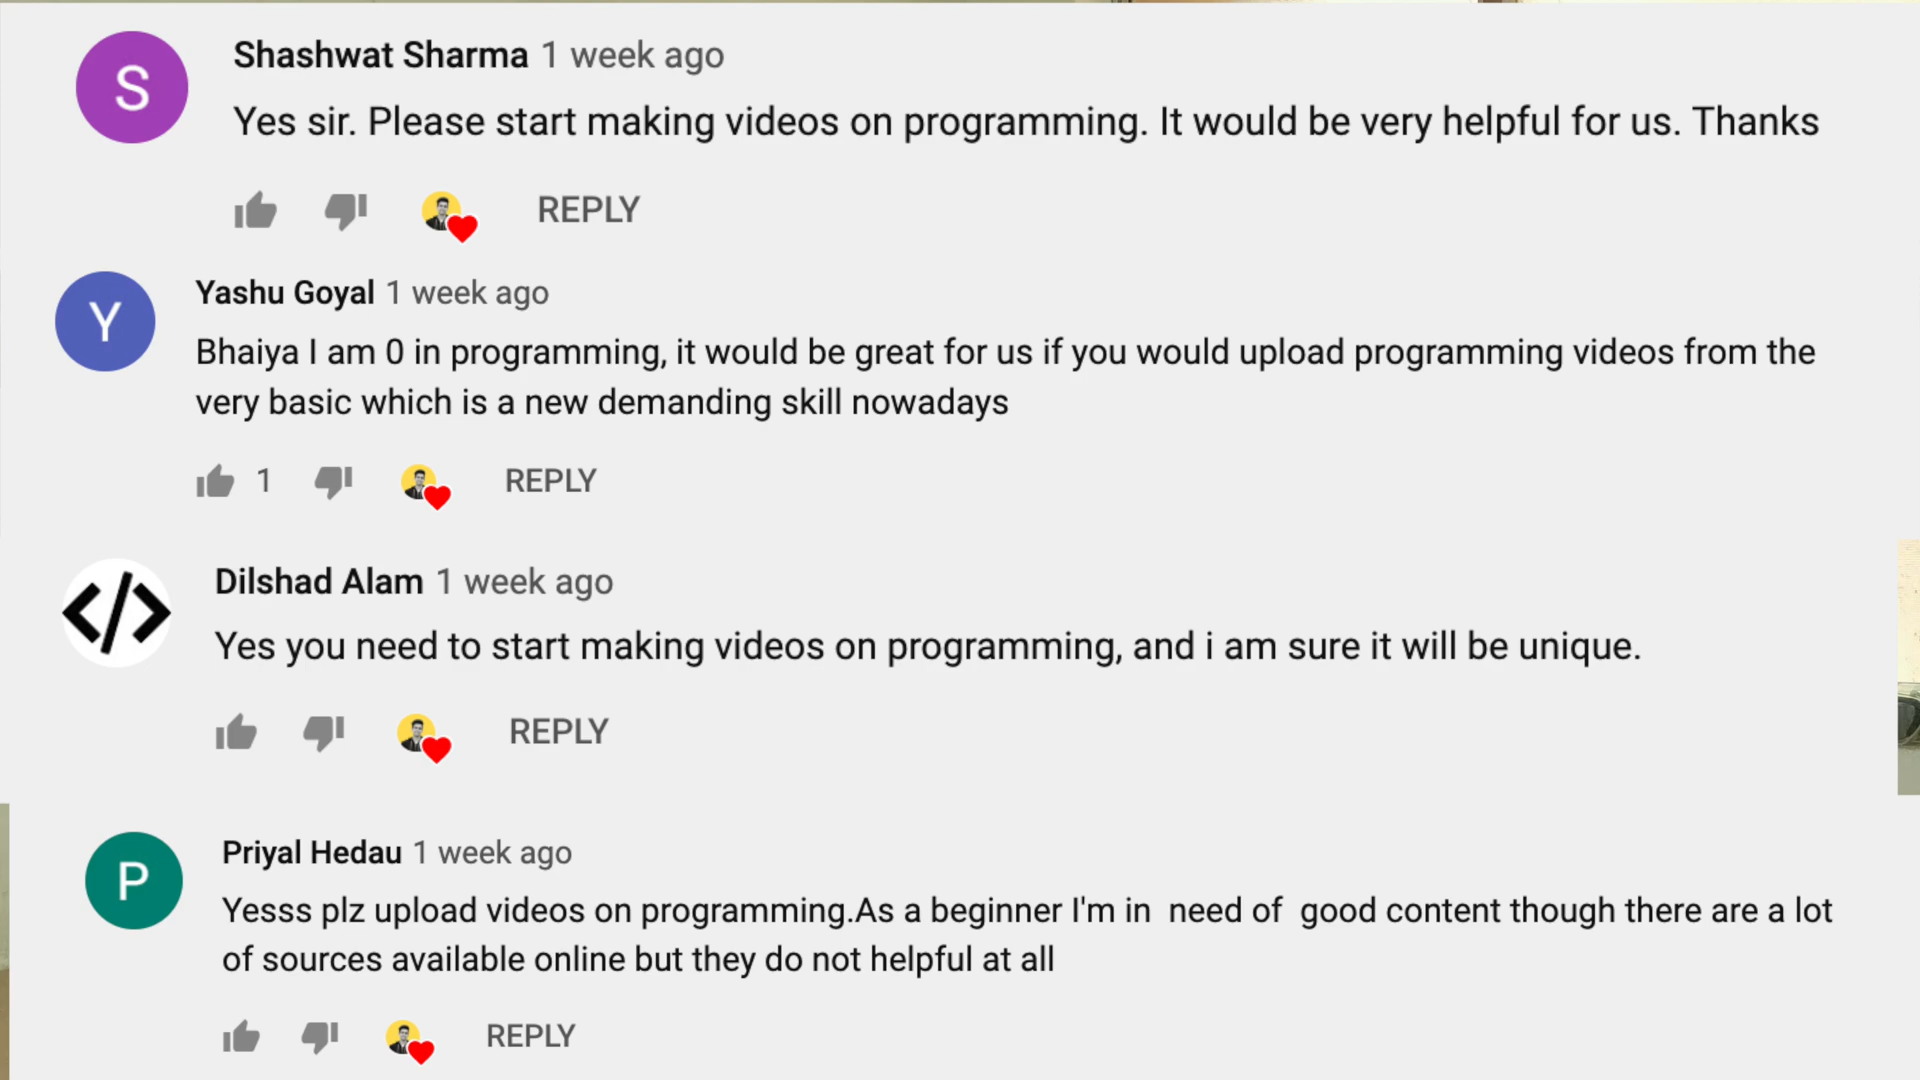 S
Shashwat Sharma 1 week ago
Yes sir. Please start making videos on programming. It would be very helpful for us. Thanks
REPLY
Y
Yashu Goyal 1 week ago
Bhaiya I am 0 in programming, it would be great for us if you would upload programming videos from the
very basic which is a new demanding skill nowadays
1 REPLY
</>
Dilshad Alam 1 week ago
Yes you need to start making videos on programming, and i am sure it will be unique.
REPLY
P
Priyal Hedau 1 week ago
Yesss plz upload videos on programming.As a beginner I'm in  need of  good content though there are a lot
of sources available online but they do not helpful at all
REPLY